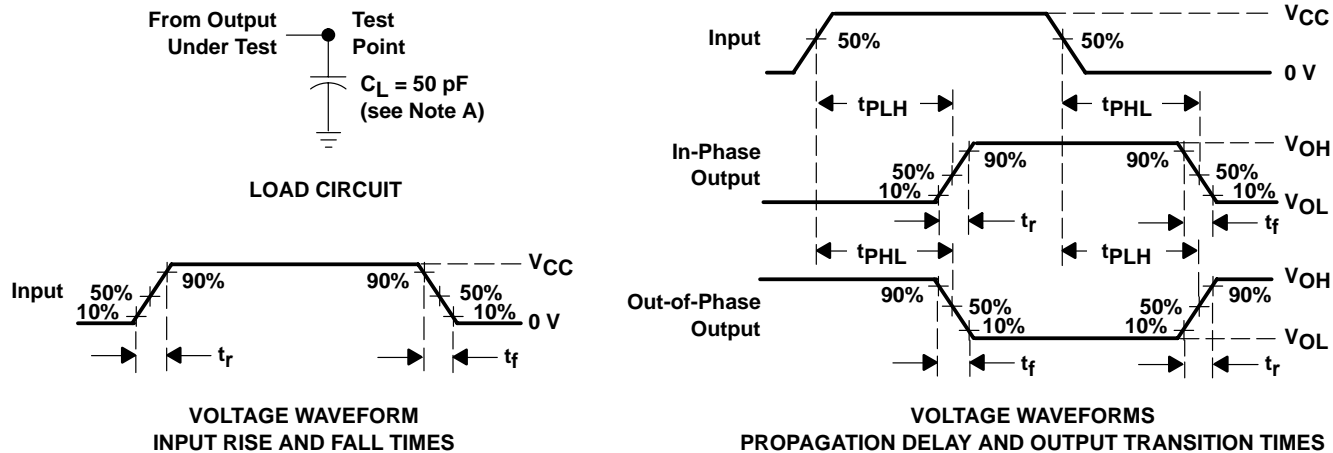 From Output
Under Test
Test
Point
CL = 50 pF
(see Note A)
LOAD CIRCUIT
Input
50%
10%
90%
90%
50%
10%
VCC
0 V
tr
tf
VOLTAGE WAVEFORM
INPUT RISE AND FALL TIMES
Input
50%
50%
VCC
0 V
tPLH
tPHL
In-Phase
Output
50%
10%
90%
90%
50%
10%
VOH
VOL
tr
tf
tPHL
tPLH
Out-of-Phase
Output
90%
50%
10%
50%
10%
90%
VOH
VOL
tf
tr
VOLTAGE WAVEFORMS
PROPAGATION DELAY AND OUTPUT TRANSITION TIMES